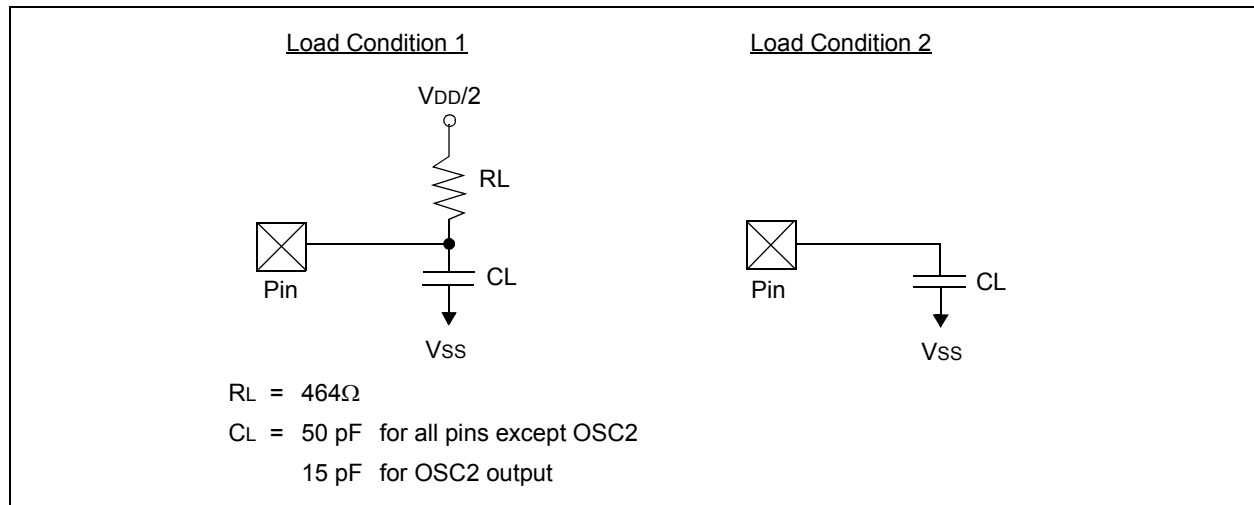 Load Condition 1
Load Condition 2
VDD/2
RL
Pin
CL
VSS
Pin
CL
VSS
RL = 464Ω
CL = 50 pF for all pins except OSC2
15 pF for OSC2 output